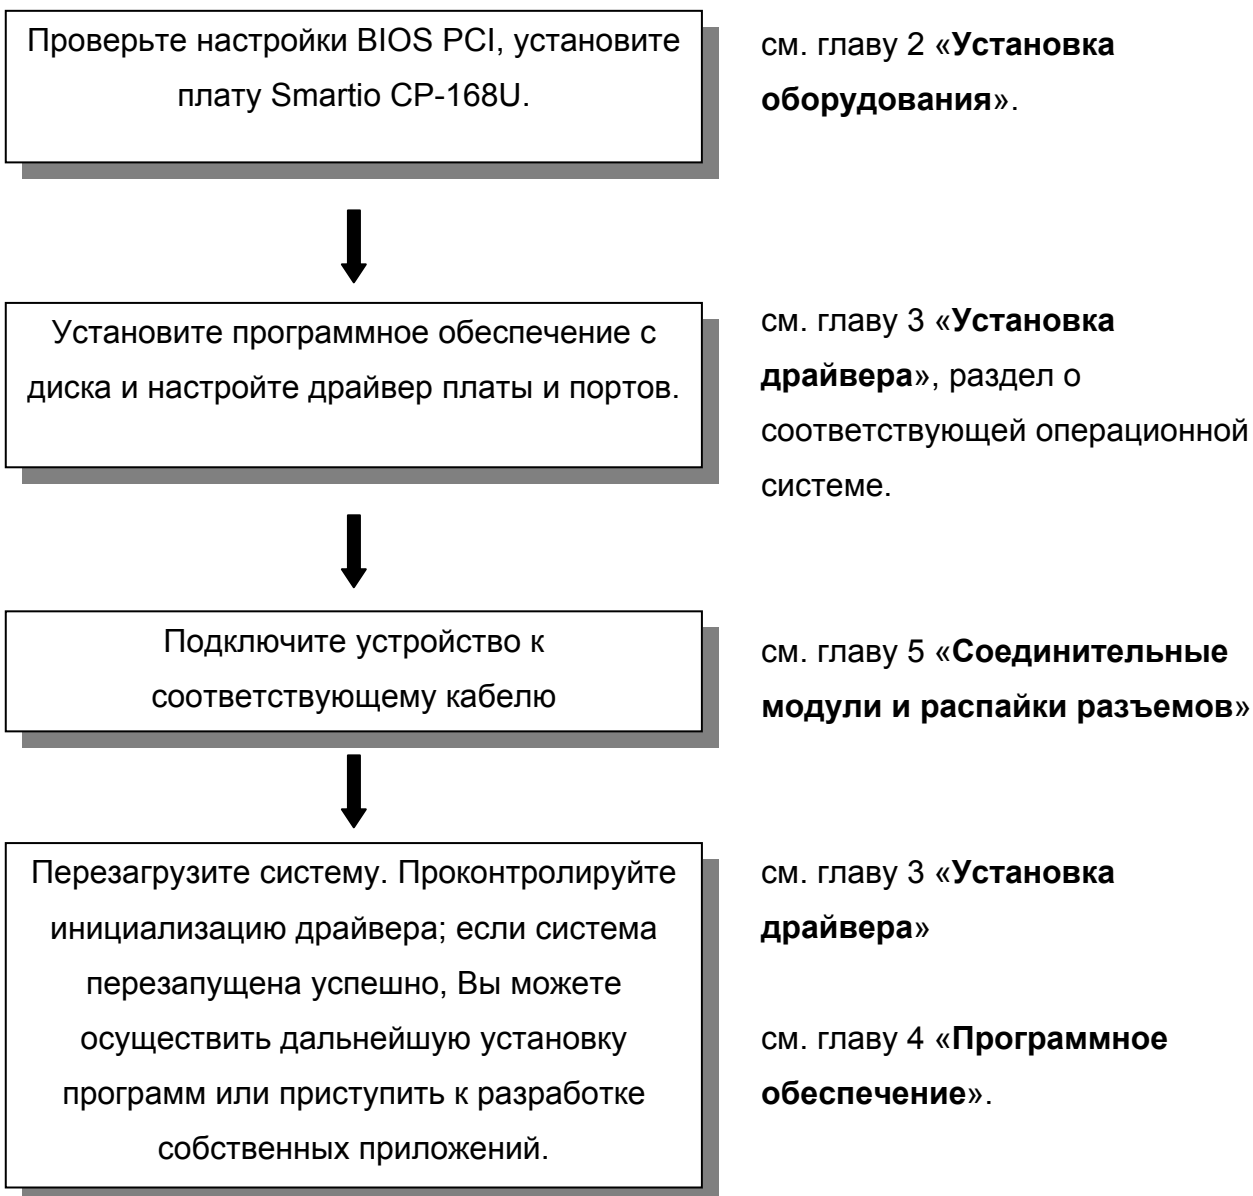 Проверьте настройки BIOS PCI, установите
плату Smartio CP-168U.
см. главу 2 «Установка
оборудования».
Установите программное обеспечение с
диска и настройте драйвер платы и портов.
см. главу 3 «Установка
драйвера», раздел о
соответствующей операционной
системе.
Подключите устройство к
соответствующему кабелю
см. главу 5 «Соединительные
модули и распайки разъемов»
Перезагрузите систему. Проконтролируйте
инициализацию драйвера; если система
перезапущена успешно, Вы можете
осуществить дальнейшую установку
программ или приступить к разработке
собственных приложений.
см. главу 3 «Установка
драйвера»
см. главу 4 «Программное
обеспечение».